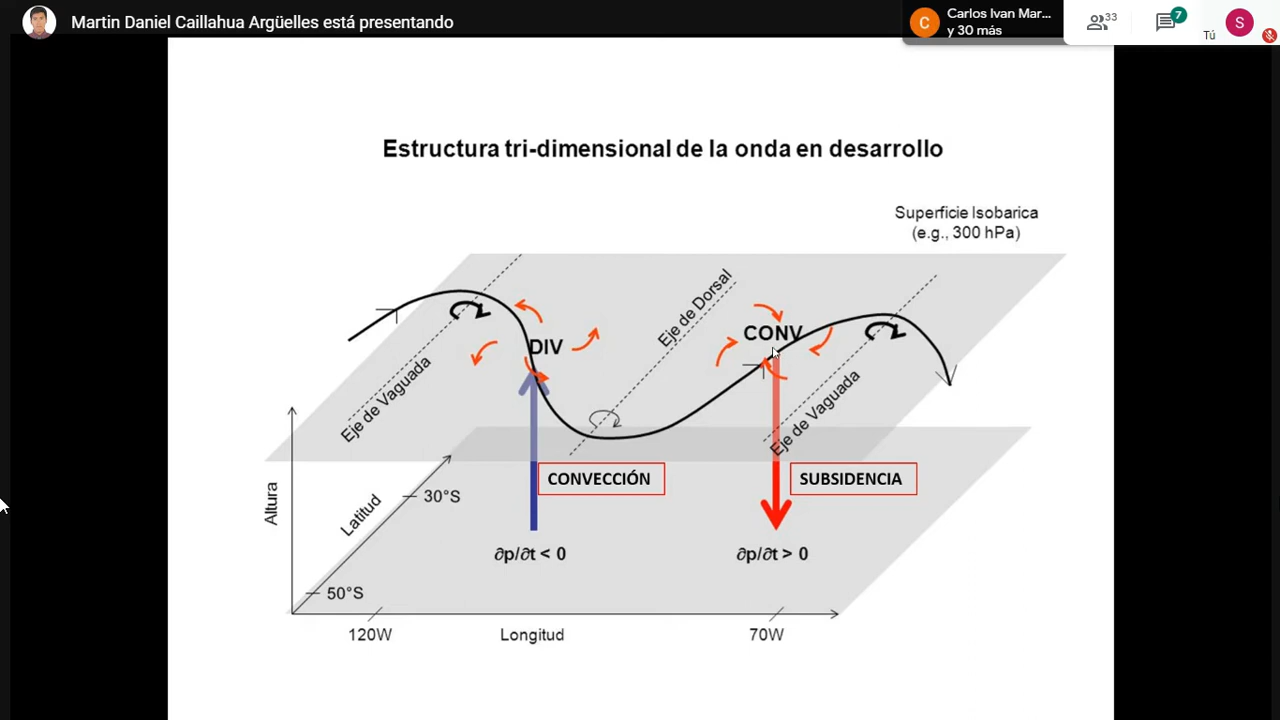 Martin Daniel Caillahua Argüelles está presentando
C
Carlos Ivan Mar...
y 30 más
33
7
Tú
S
Estructura tri-dimensional de la onda en desarrollo
Superficie Isobarica
(e.g., 300 hPa)
Eje de Vaguada
DIV
Eje de Dorsal
CONV
Eje de Vaguada
CONVECCIÓN
SUBSIDENCIA
Altura
Latitud
30°S
50°S
∂p/∂t < 0
∂p/∂t > 0
120W
Longitud
70W